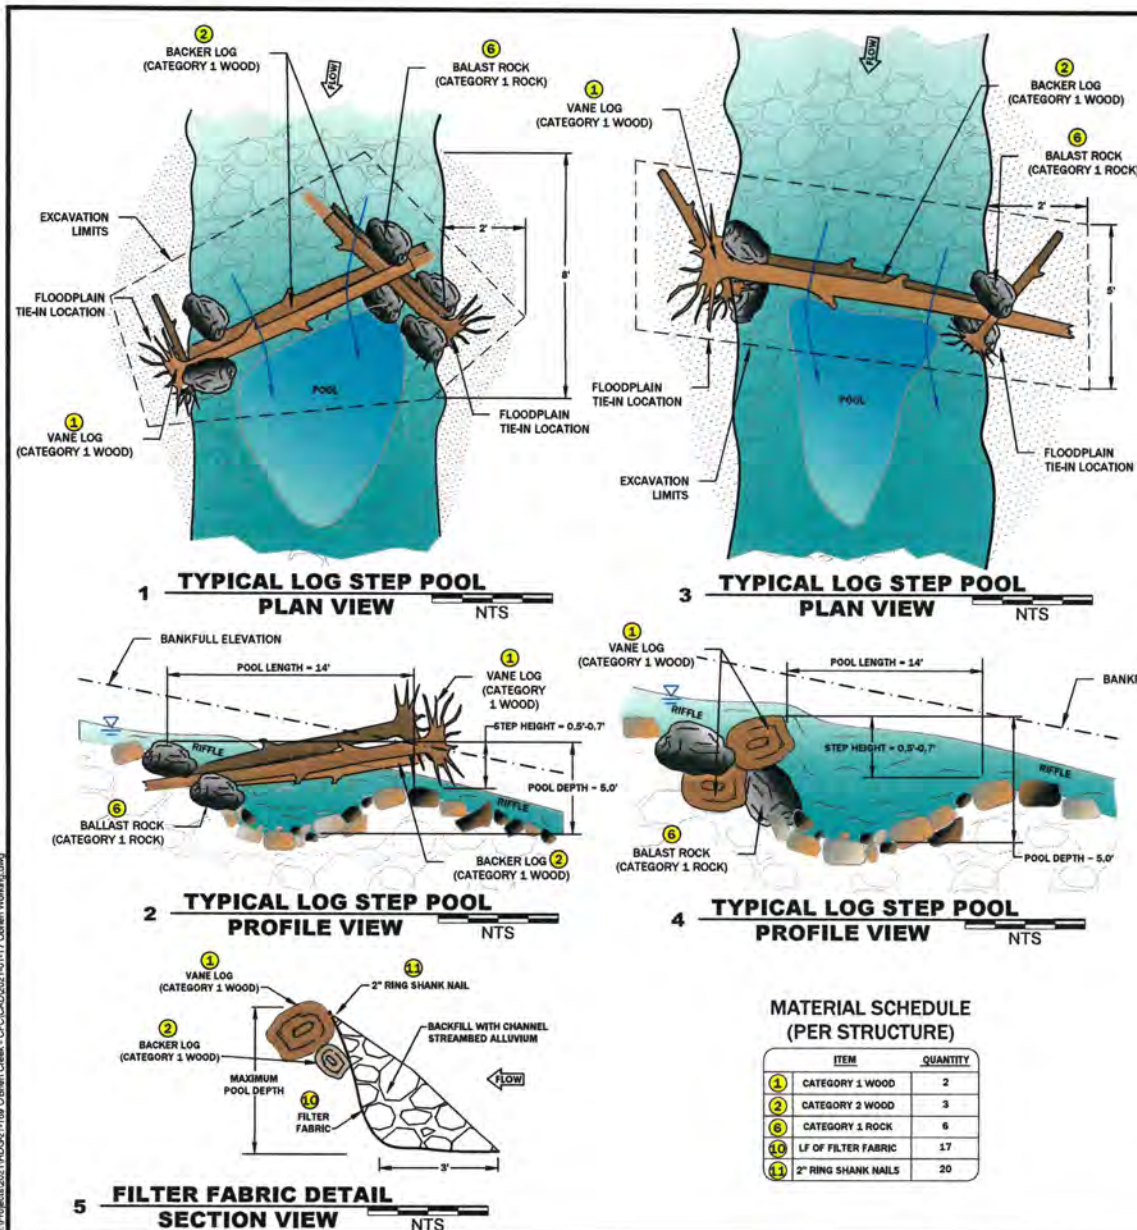 2
BACKER LOG
(CATEGORY 1 WOOD)
FLOW
6
BALAST ROCK
(CATEGORY 1 ROCK)
EXCAVATION
LIMITS
2'
8'
FLOODPLAIN
TIE-IN LOCATION
POOL
FLOODPLAIN
TIE-IN LOCATION
1
VANE LOG
(CATEGORY 1 WOOD)
1 TYPICAL LOG STEP POOL
PLAN VIEW
NTS
FLOW
1
VANE LOG
(CATEGORY 1 WOOD)
2
BACKER LOG
(CATEGORY 1 WOOD)
6
BALAST ROCK
(CATEGORY 1 ROCK)
2'
5'
FLOODPLAIN
TIE-IN LOCATION
POOL
FLOODPLAIN
TIE-IN LOCATION
EXCAVATION
LIMITS
3 TYPICAL LOG STEP POOL
PLAN VIEW
NTS
BANKFULL ELEVATION
POOL LENGTH = 14'
1
VANE LOG
(CATEGORY
1 WOOD)
STEP HEIGHT = 0.5'-0.7'
RIFFLE
POOL DEPTH = 5.0'
RIFFLE
6
BALLAST ROCK
(CATEGORY 1 ROCK)
BACKER LOG 2
(CATEGORY 1 WOOD)
2 TYPICAL LOG STEP POOL
PROFILE VIEW
NTS
1
VANE LOG
(CATEGORY 1 WOOD)
POOL LENGTH = 14'
BANKF
RIFFLE
STEP HEIGHT = 0.5'-0.7'
RIFFLE
6
BALAST ROCK
(CATEGORY 1 ROCK)
POOL DEPTH = 5.0'
4 TYPICAL LOG STEP POOL
PROFILE VIEW
NTS
1
VANE LOG
(CATEGORY 1 WOOD)
11
2" RING SHANK NAIL
2
BACKER LOG
(CATEGORY 1 WOOD)
BACKFILL WITH CHANNEL
STREAMBED ALLUVIUM
MAXIMUM
POOL DEPTH
FLOW
10
FILTER
FABRIC
3'
5 FILTER FABRIC DETAIL
SECTION VIEW
NTS
MATERIAL SCHEDULE
(PER STRUCTURE)
ITEM QUANTITY
1 CATEGORY 1 WOOD 2
2 CATEGORY 2 WOOD 3
6 CATEGORY 1 ROCK 6
10 LF OF FILTER FABRIC 17
11 2" RING SHANK NAILS 20